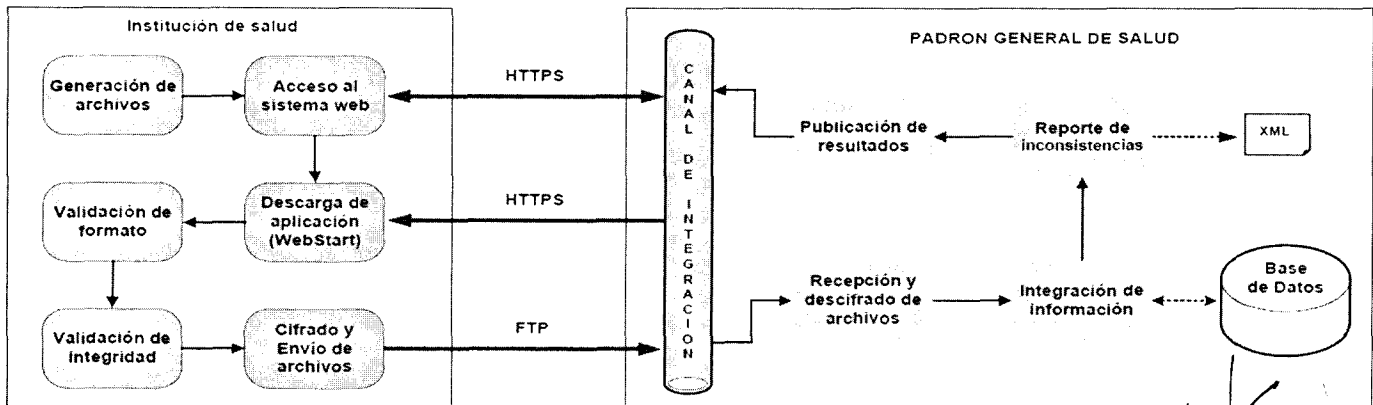 Institución de salud
Generación de
archivos
Acceso al
sistema web
HTTPS
Validación de
formato
Descarga de
aplicación
(WebStart)
HTTPS
Validación de
integridad
Cifrado y
Envío de
archivos
FTP
CANAL DE INTEGRACION
PADRON GENERAL DE SALUD
Publicación de
resultados
Reporte de
inconsistencias
XML
Recepción y
descifrado de
archivos
Integración de
información
Base
de Datos